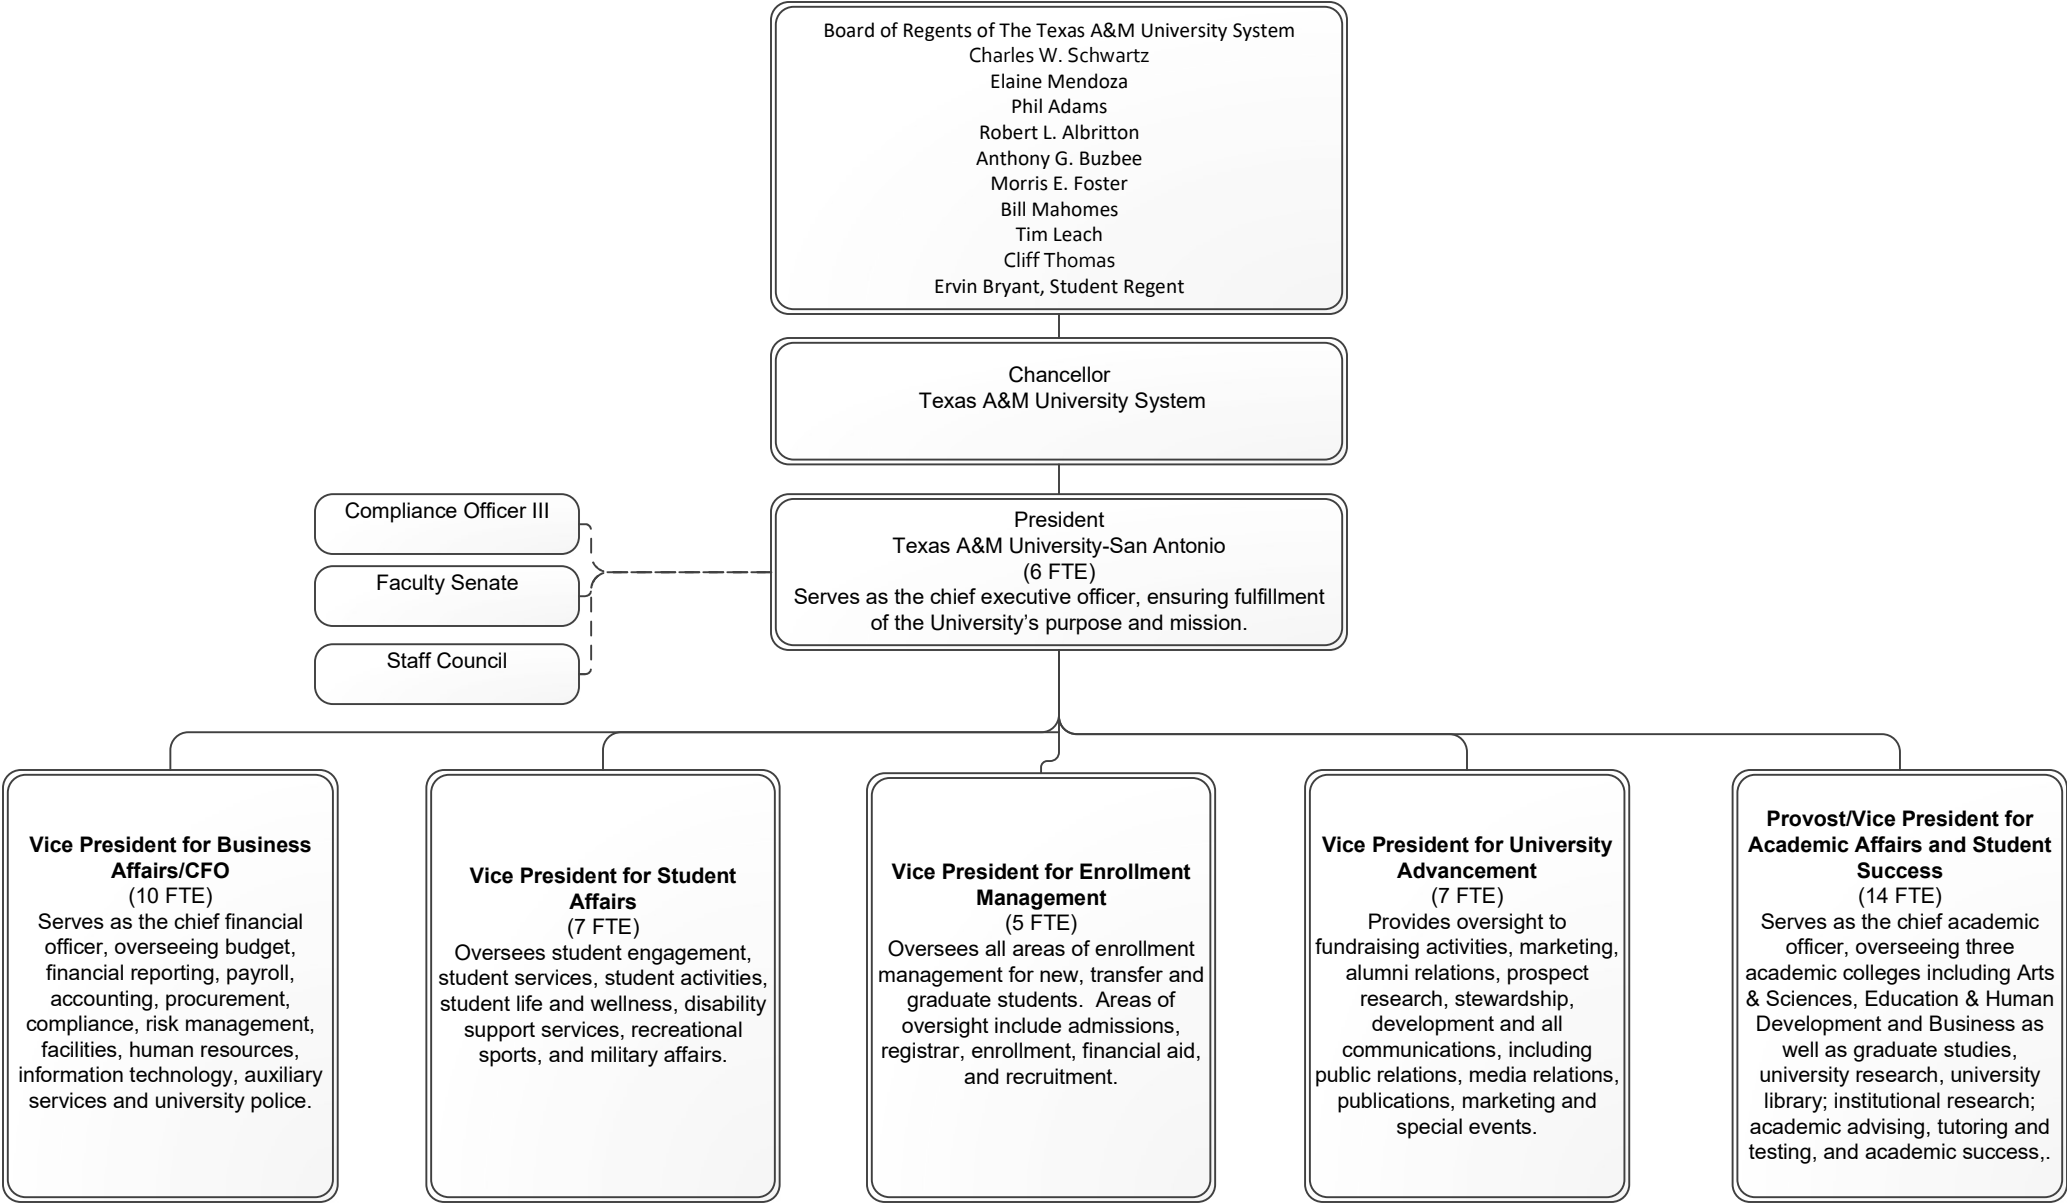 Board of Regents of The Texas A&M University System
Charles W. Schwartz
Elaine Mendoza
Phil Adams
Robert L. Albritton
Anthony G. Buzbee
Morris E. Foster
Bill Mahomes
Tim Leach
Cliff Thomas
Ervin Bryant, Student Regent
Chancellor
Texas A&M University System
Compliance Officer III
Faculty Senate
Staff Council
President
Texas A&M University-San Antonio
(6 FTE)
Serves as the chief executive officer, ensuring fulfillment
of the University’s purpose and mission.
Vice President for Business
Affairs/CFO
(10 FTE)
Serves as the chief financial
officer, overseeing budget,
financial reporting, payroll,
accounting, procurement,
compliance, risk management,
facilities, human resources,
information technology, auxiliary
services and university police.
Vice President for Student
Affairs
(7 FTE)
Oversees student engagement,
student services, student activities,
student life and wellness, disability
support services, recreational
sports, and military affairs.
Vice President for Enrollment
Management
(5 FTE)
Oversees all areas of enrollment
management for new, transfer and
graduate students.  Areas of
oversight include admissions,
registrar, enrollment, financial aid,
and recruitment.
Vice President for University
Advancement
(7 FTE)
Provides oversight to
fundraising activities, marketing,
alumni relations, prospect
research, stewardship,
development and all
communications, including
public relations, media relations,
publications, marketing and
special events.
Provost/Vice President for
Academic Affairs and Student
Success
(14 FTE)
Serves as the chief academic
officer, overseeing three
academic colleges including Arts
& Sciences, Education & Human
Development and Business as
well as graduate studies,
university research, university
library; institutional research;
academic advising, tutoring and
testing, and academic success,.